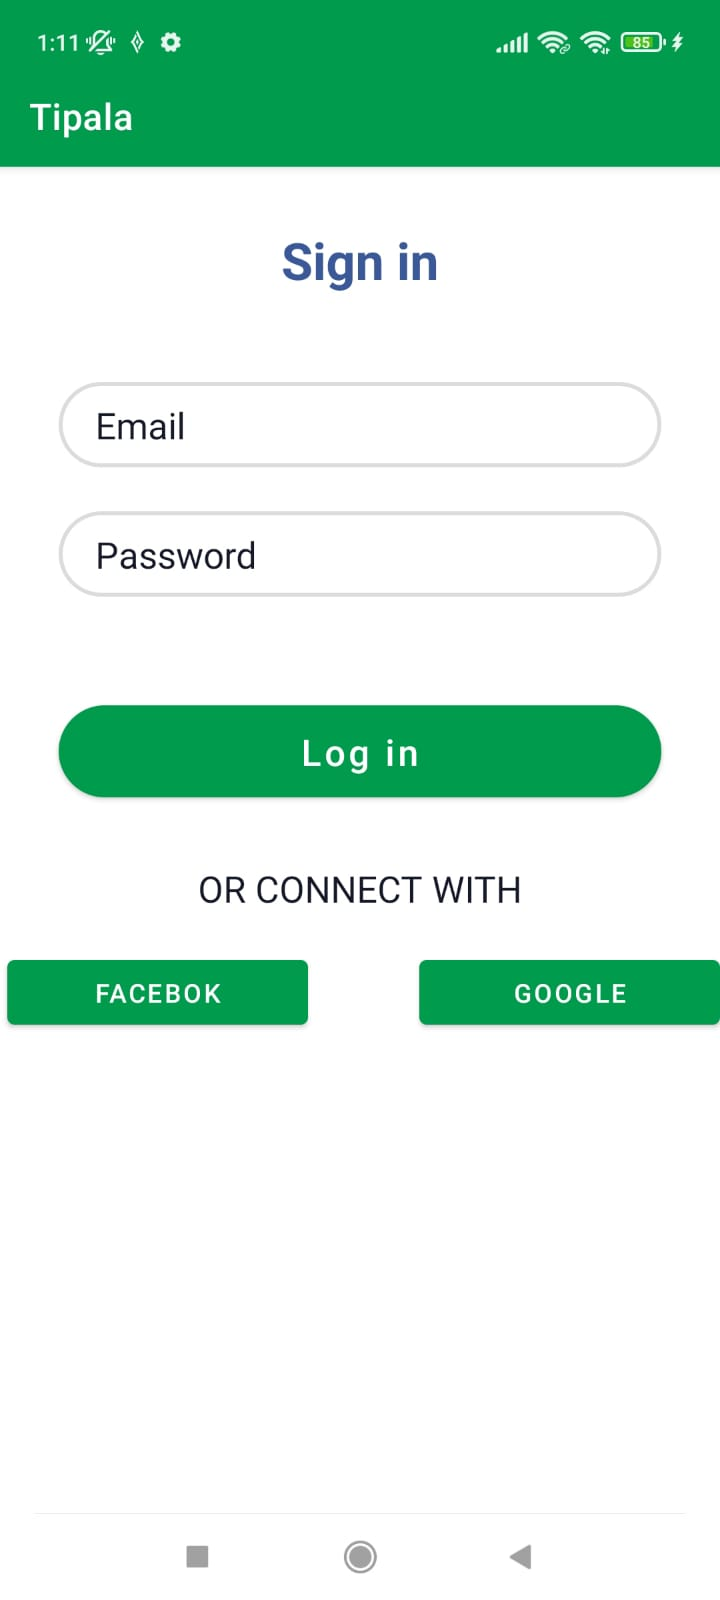 1:11 85
Tipala
Sign in
Email
Password
Log in
OR CONNECT WITH
FACEBOK GOOGLE